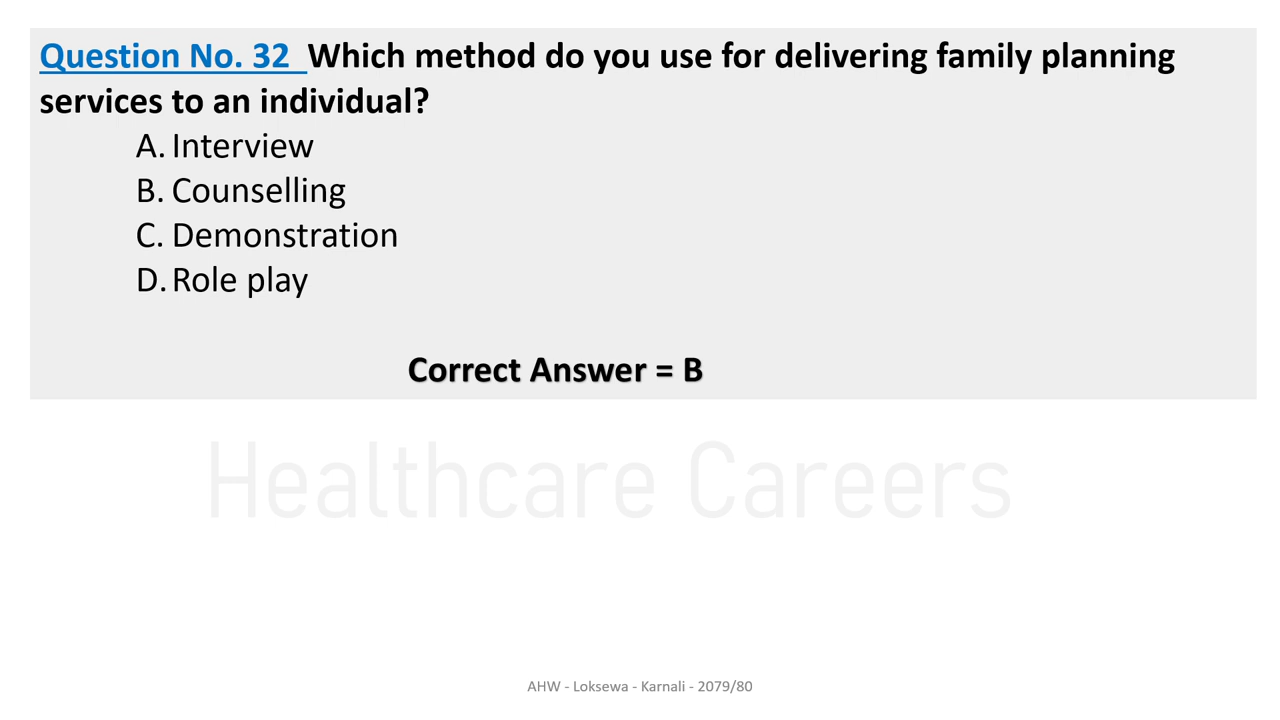 Question No. 32 Which method do you use for delivering family planning
services to an individual?
A. Interview
B. Counselling
C. Demonstration
D. Role play
Correct Answer = B
Healthcare Careers
AHW - Loksewa - Karnali - 2079/80